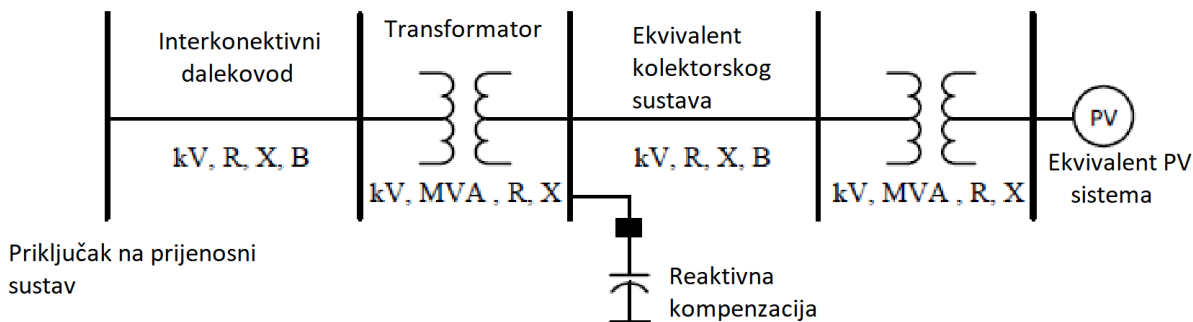 Interkonektivni
dalekovod
Transformator
Ekvivalent
kolektorskog
sustava
PV
kV, R, X, B
kV, MVA , R, X
kV, R, X, B
kV, MVA , R, X
Ekvivalent PV
sistema
Priključak na prijenosni
sustav
Reaktivna
kompenzacija